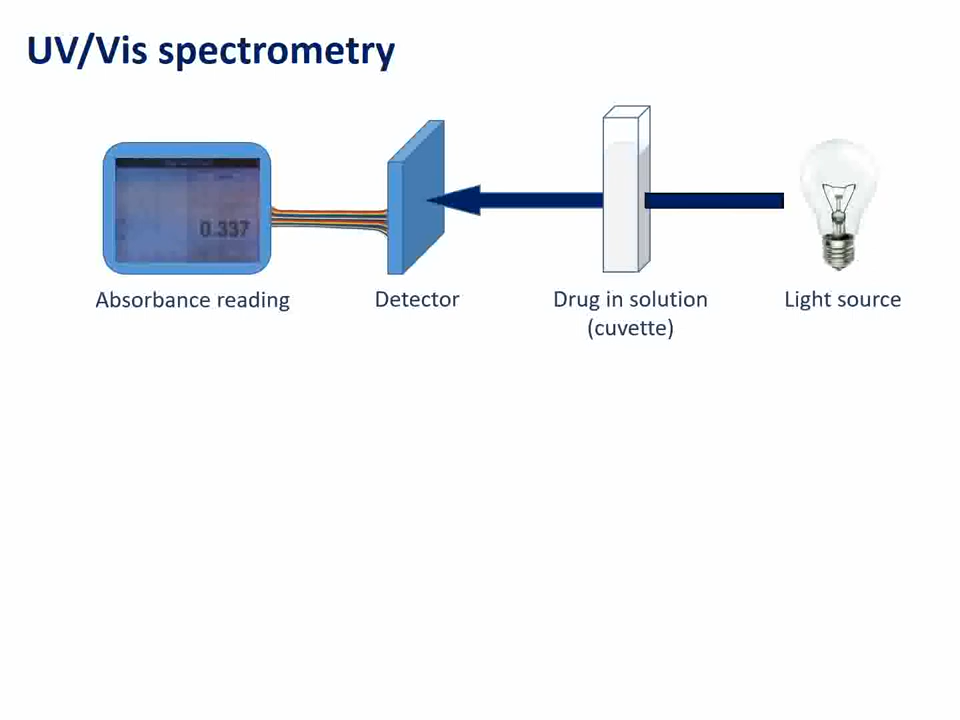 UV/Vis spectrometry
0.337
Absorbance reading
Detector
Drug in solution
(cuvette)
Light source